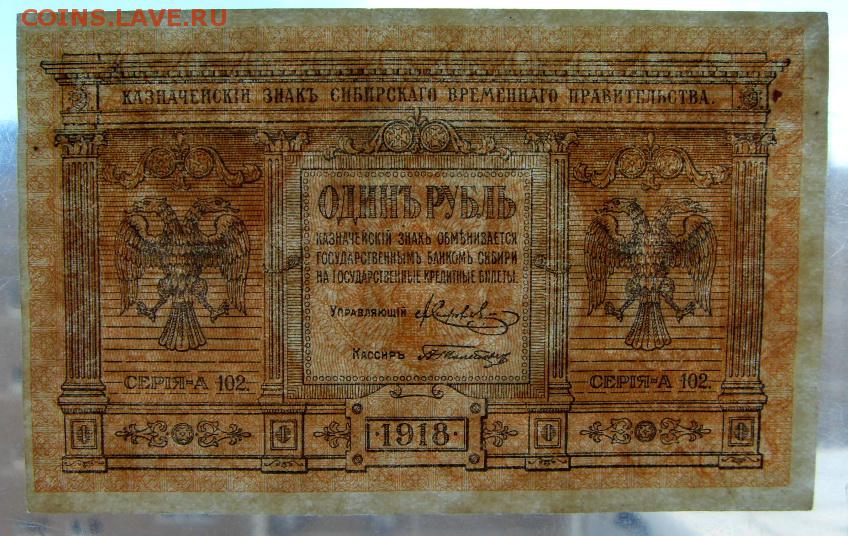 COINS.LAVE.RU
КАЗНАЧЕЙСКІЙ ЗНАКЪ СИБИРСКАГО ВРЕМЕННАГО ПРАВИТЕЛЬСТВА.
ОДИНЪ РУБЛЬ
КАЗНАЧЕЙСКІЙ ЗНАКЪ ОБМѢНИВАЕТСЯ
ГОСУДАРСТВЕННЫМЪ БАНКОМЪ СИБИРИ
НА ГОСУДАРСТВЕННЫЕ КРЕДИТНЫЕ БИЛЕТЫ.
УПРАВЛЯЮЩІЙ
КАССИРЪ
СЕРІЯ-А 102.
СЕРІЯ-А 102.
·1918·